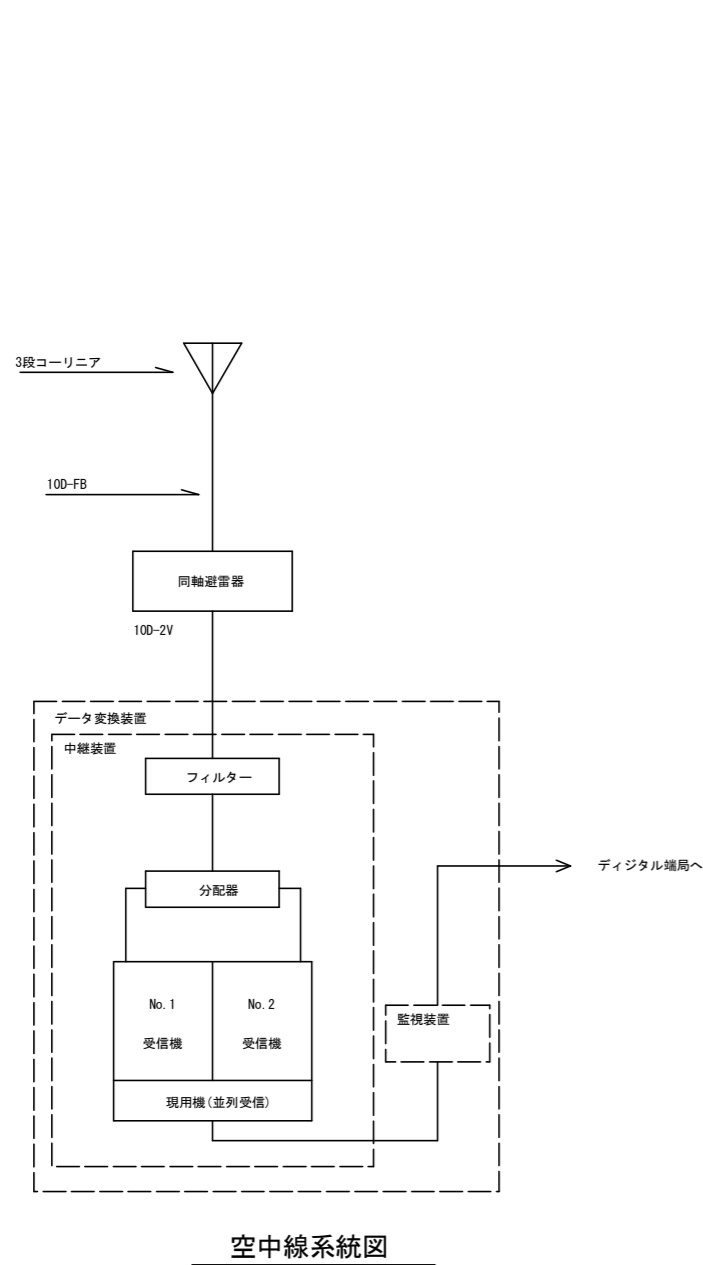 3段コーリニア
10D-FB
同軸避雷器
10D-2V
データ変換装置
中継装置
フィルター
ディジタル端局へ
分配器
No.1
No.2
監視装置
受信機
受信機
現用機(並列受信)
空中線系統図